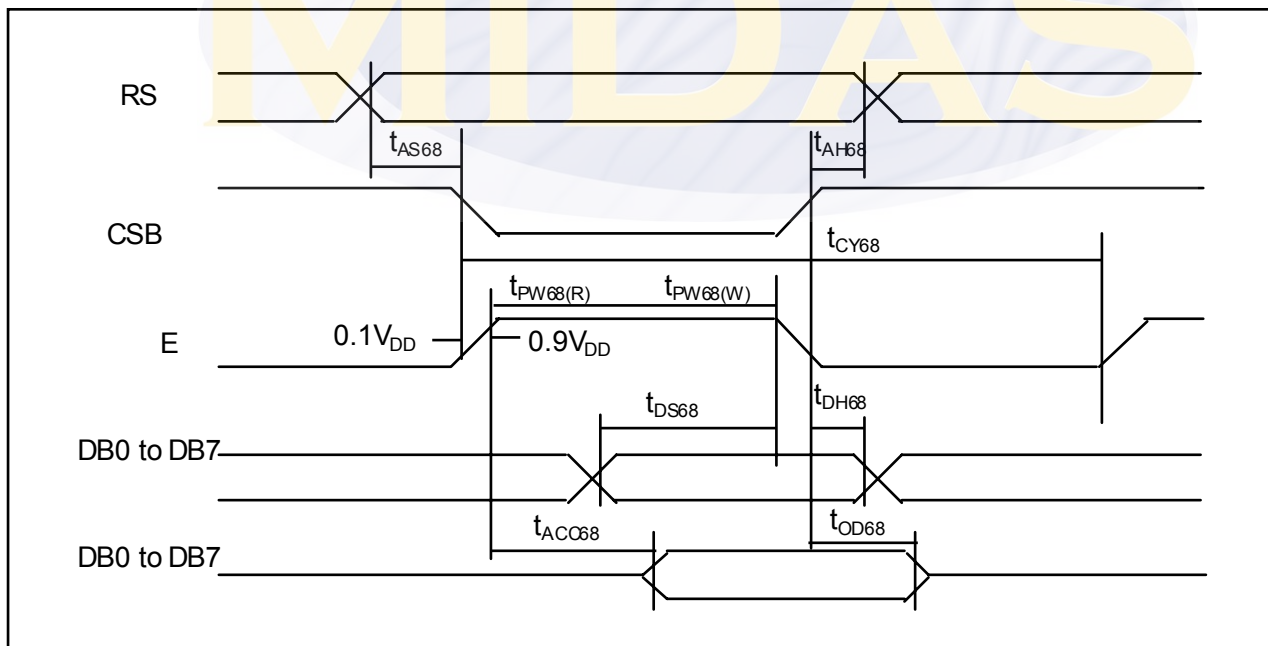 MIDAS
RS
tAS68
tAH68
CSB
tCY68
tPW68(R) tPW68(W)
E
0.1VDD
0.9VDD
tDS68
tDH68
DB0 to DB7
tACC68
tOD68
DB0 to DB7